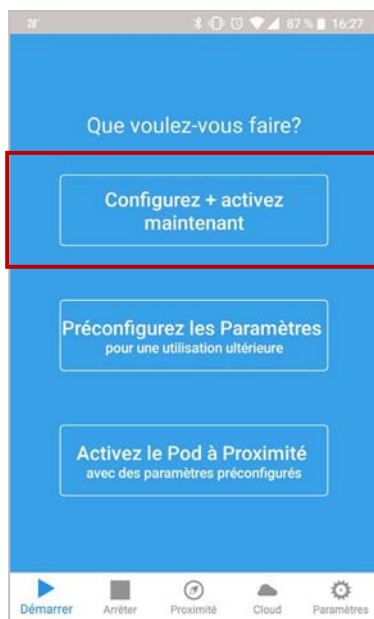 28° 87 % 16:27
Que voulez-vous faire?
Configurez + activez
maintenant
Préconfigurez les Paramètres
pour une utilisation ultérieure
Activez le Pod à Proximité
avec des paramètres préconfigurés
Démarrer Arrêter Proximité Cloud Paramètres